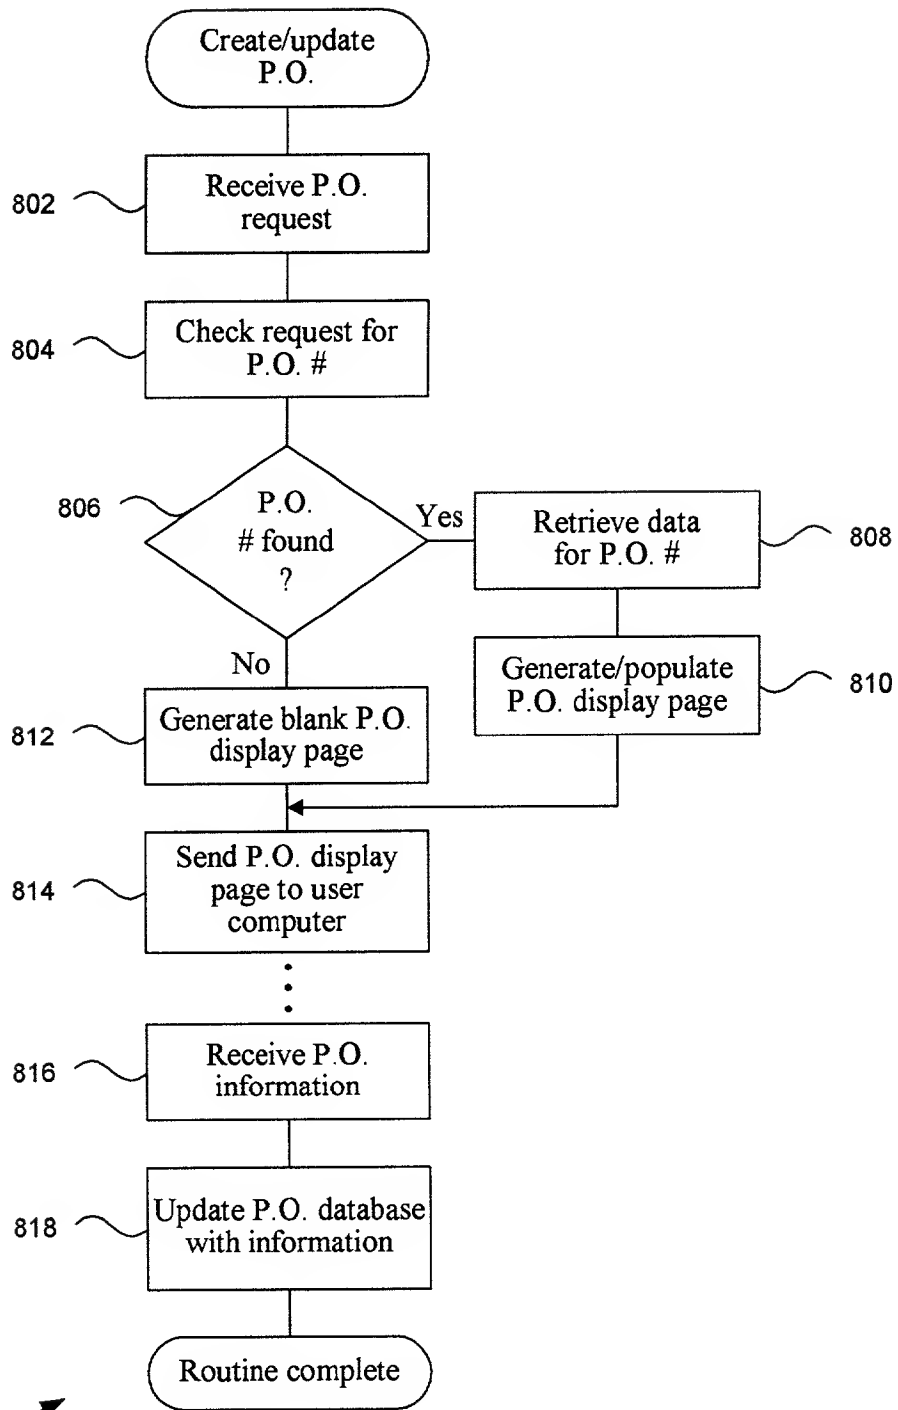 Create/update
P.O.
802
Receive P.O.
request
804
Check request for
P.O. #
806
P.O.
# found
?
Yes
Retrieve data
for P.O. #
808
No
Generate/populate
P.O. display page
810
812
Generate blank P.O.
display page
814
Send P.O. display
page to user
computer
816
Receive P.O.
information
818
Update P.O. database
with information
Routine complete